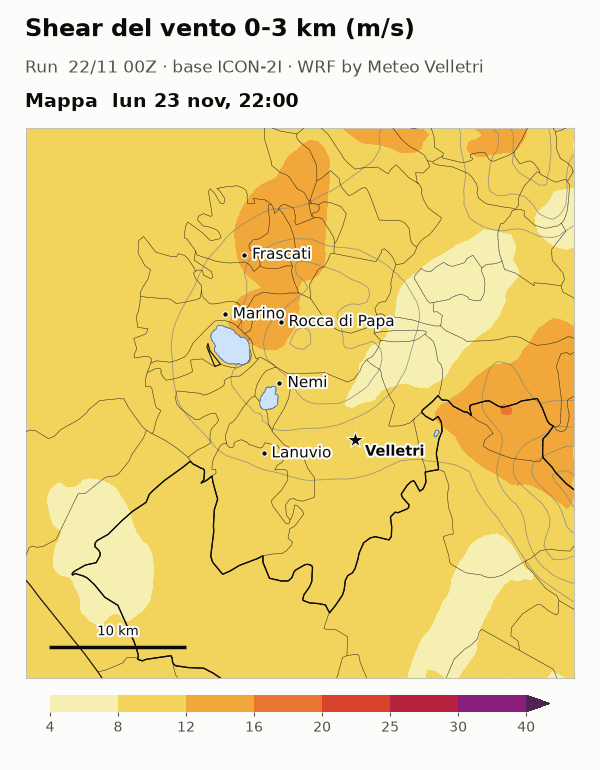 Shear del vento 0-3 km (m/s)
Run  22/11 00Z · base ICON-2I · WRF by Meteo Velletri
Mappa  lun 23 nov, 22:00
Frascati
Marino
Rocca di Papa
Nemi
Velletri
Lanuvio
10 km
4 8 12 16 20 25 30 40